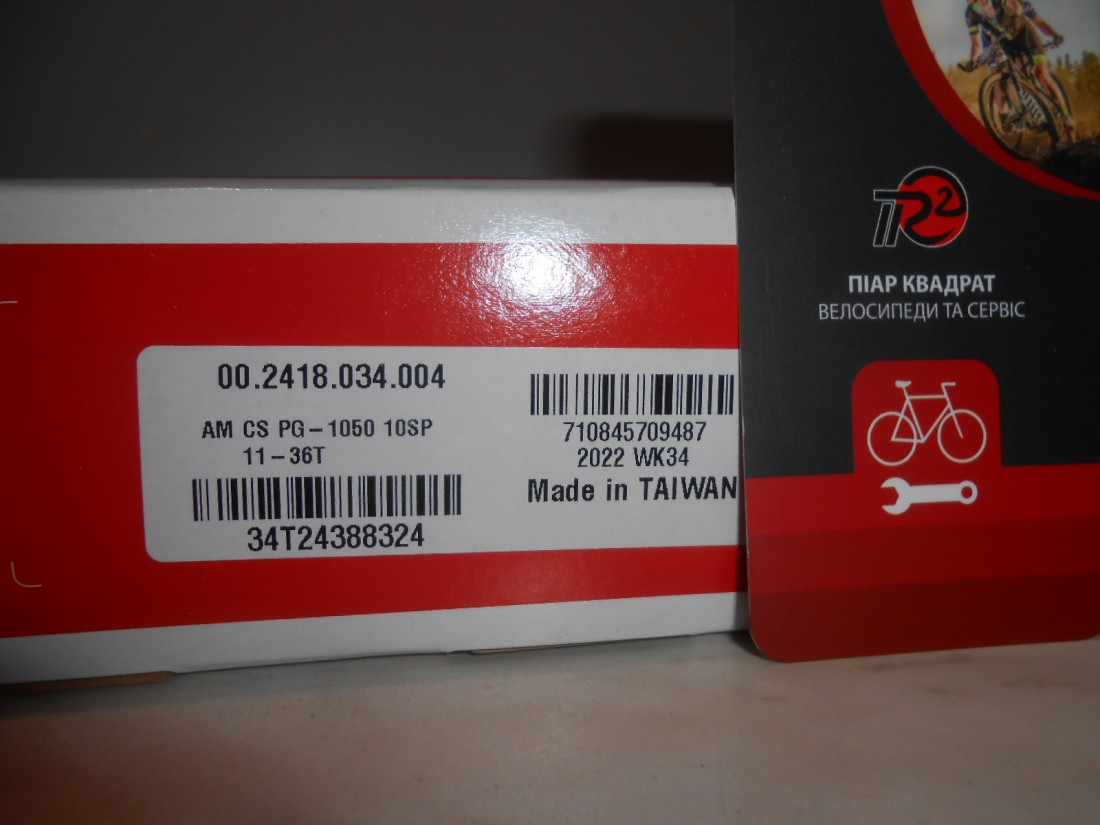 00.2418.034.004
AM CS PG-1050 10SP
11-36T
34T24388324
710845709487
2022 WK34
Made in TAIWAN
ПR2
ПІАР КВАДРАТ
ВЕЛОСИПЕДИ ТА СЕРВІС